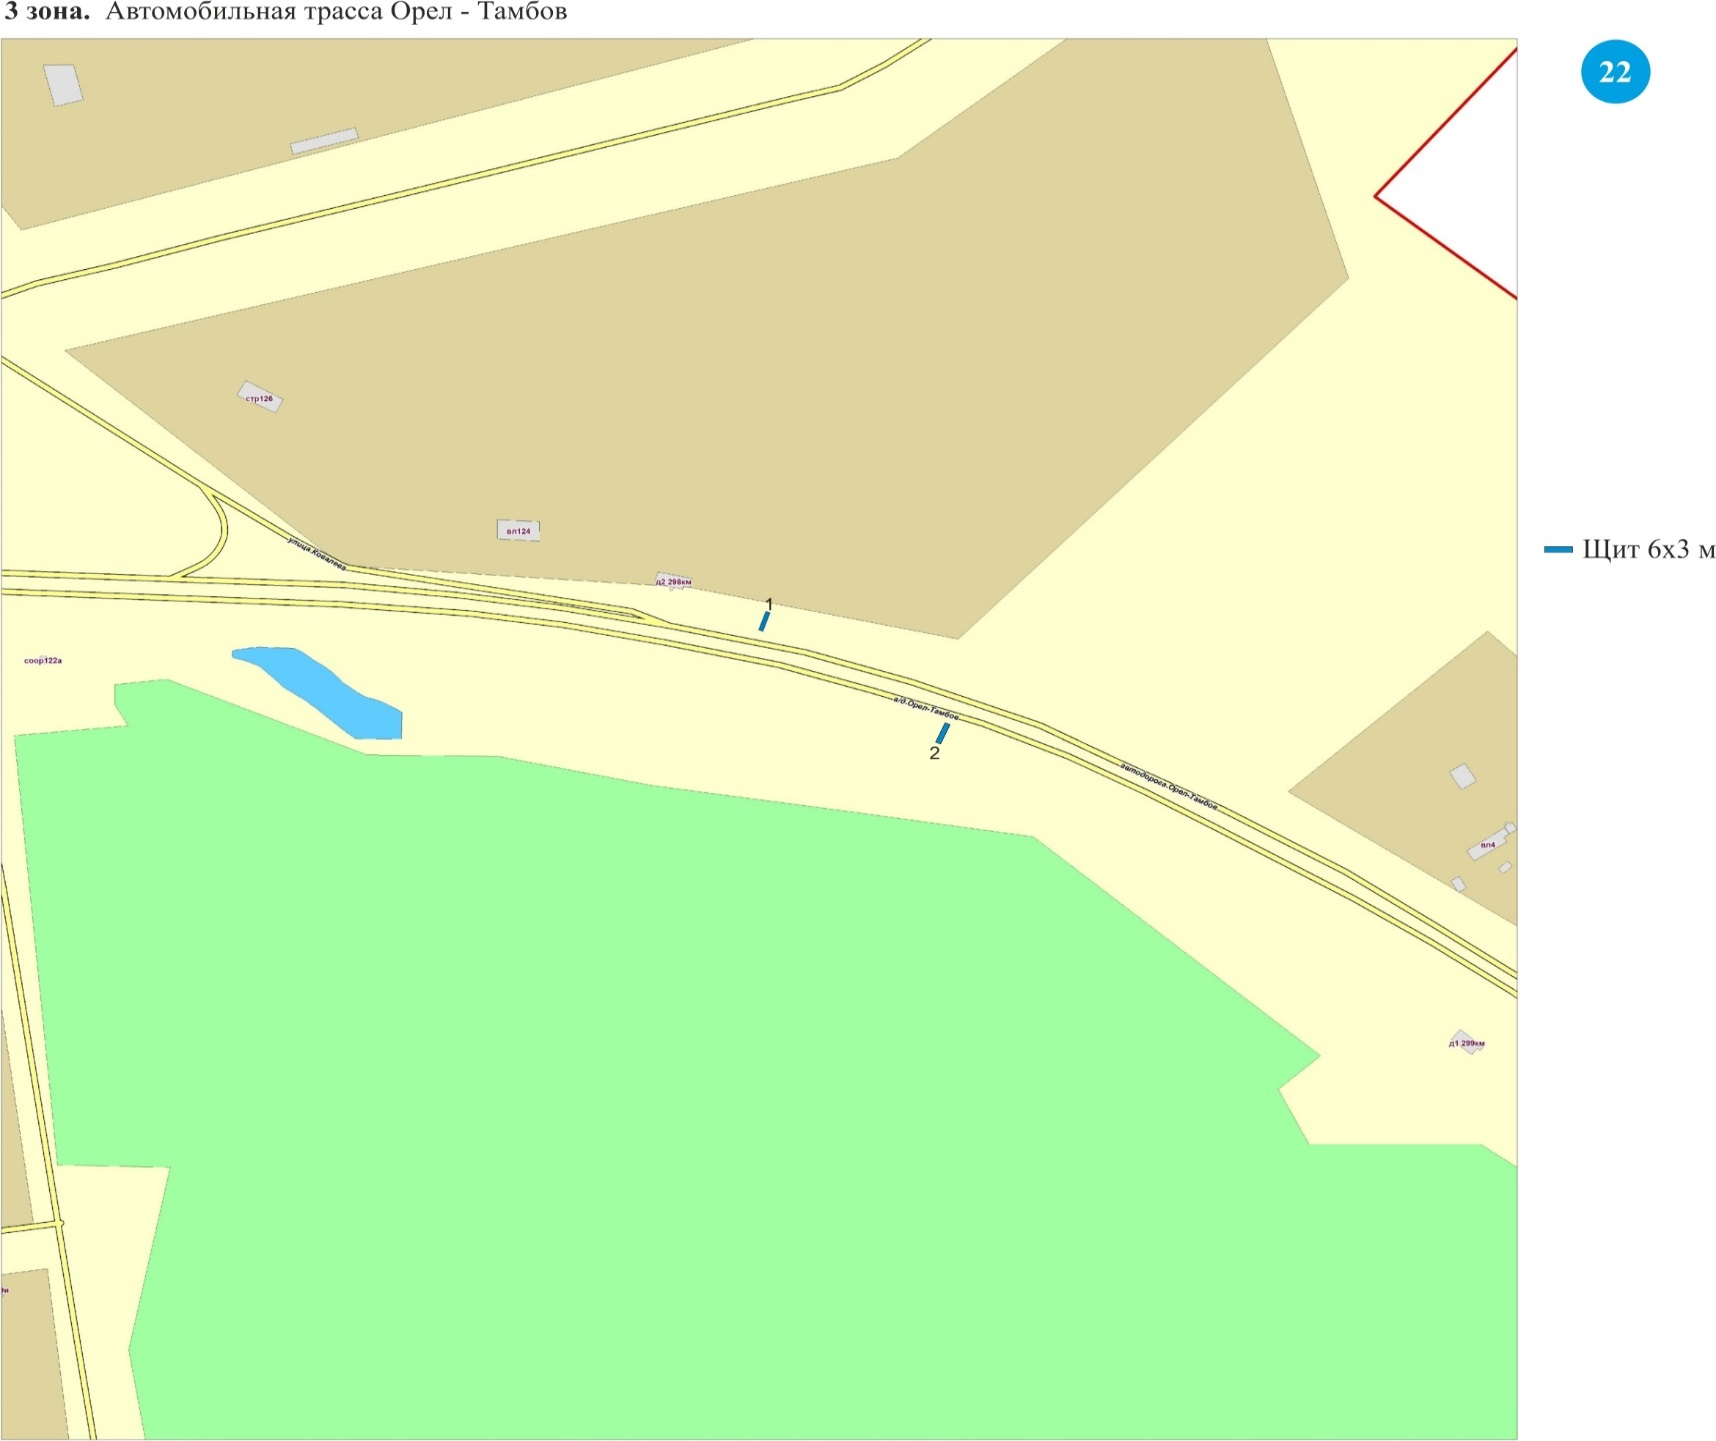 3 зона. Автомобильная трасса Орел - Тамбов
22
стр126
вл124
улица.Ковалева
д2 298км
1
Щит 6х3 м
соор122а
а/д.Орел-Тамбов
2
автодорога.Орел-Тамбов
вл4
д1 299км